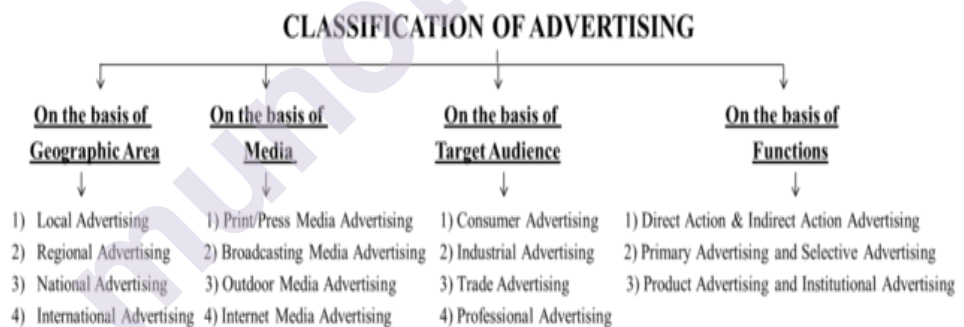 CLASSIFICATION OF ADVERTISING
On the basis of
Geographic Area
1) Local Advertising
2) Regional Advertising
3) National Advertising
4) International Advertising
On the basis of
Media
1) Print/Press Media Advertising
2) Broadcasting Media Advertising
3) Outdoor Media Advertising
4) Internet Media Advertising
On the basis of
Target Audience
1) Consumer Advertising
2) Industrial Advertising
3) Trade Advertising
4) Professional Advertising
On the basis of
Functions
1) Direct Action & Indirect Action Advertising
2) Primary Advertising and Selective Advertising
3) Product Advertising and Institutional Advertising
muno